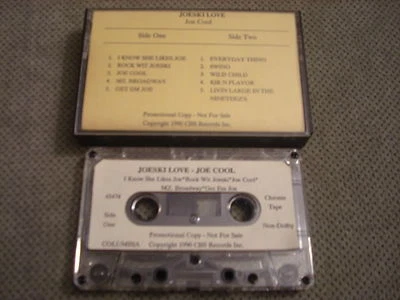 JOESKI LOVE
Joe Cool
Side One
Side Two
1. I KNOW SHE LIKES JOE
2. ROCK WIT JOESKI
3. JOE COOL
4. MZ. BROADWAY
5. GET EM JOE
1. EVERYDAY THING
2. SWING
3. WILD CHILD
4. KIR N FLAVOR
5. LIVIN LARGE IN THE
NINETEEZS
Promotional Copy - Not For Sale
Copyright 1990 CBS Records Inc.
JOESKI LOVE - JOE COOL
I Know She Likes Joe*Rock Wit Joeski*Joe Cool*
MZ. Broadway*Get Em Joe
45474
Side
One
Chrome
Tape
COLUMBIA
Non-Dolby
Promotional Copy - Not For Sale
Copyright 1990 CBS Records Inc.